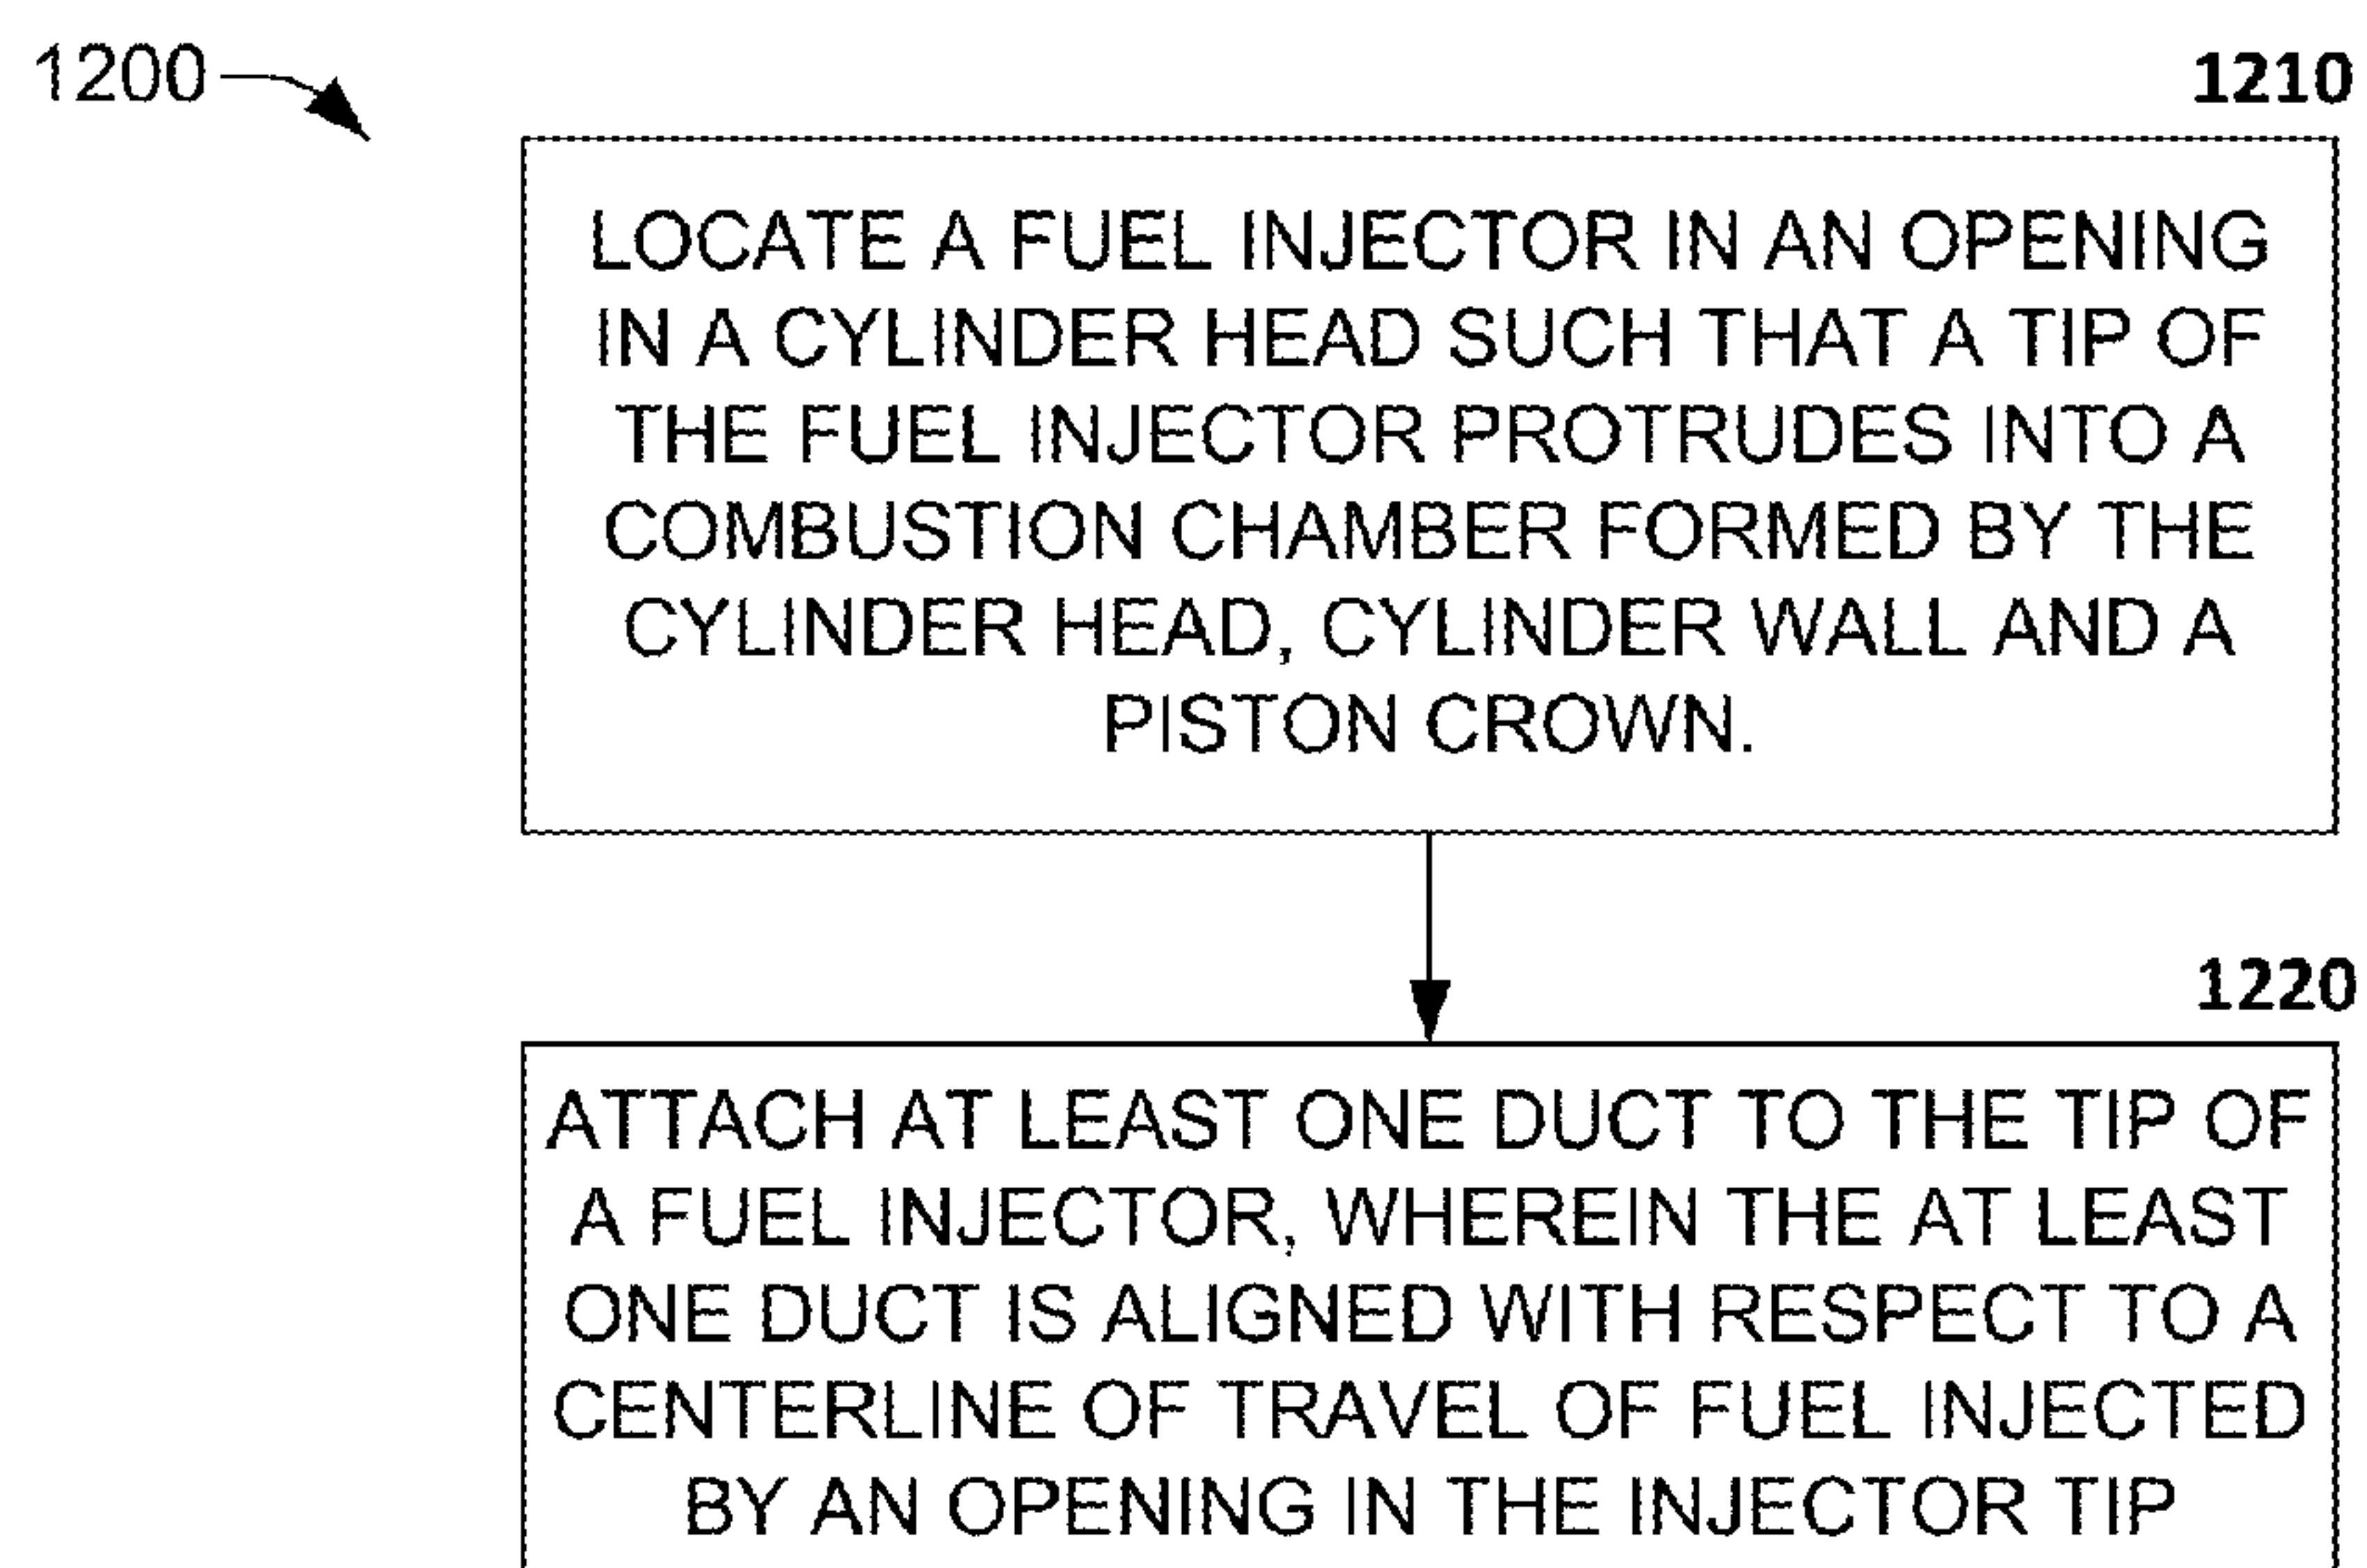 1200
1210
LOCATE A FUEL INJECTOR IN AN OPENING
IN A CYLINDER HEAD SUCH THAT A TIP OF
THE FUEL INJECTOR PROTRUDES INTO A
COMBUSTION CHAMBER FORMED BY THE
CYLINDER HEAD, CYLINDER WALL AND A
PISTON CROWN.
1220
ATTACH AT LEAST ONE DUCT TO THE TIP OF
A FUEL INJECTOR, WHEREIN THE AT LEAST
ONE DUCT IS ALIGNED WITH RESPECT TO A
CENTERLINE OF TRAVEL OF FUEL INJECTED
BY AN OPENING IN THE INJECTOR TIP